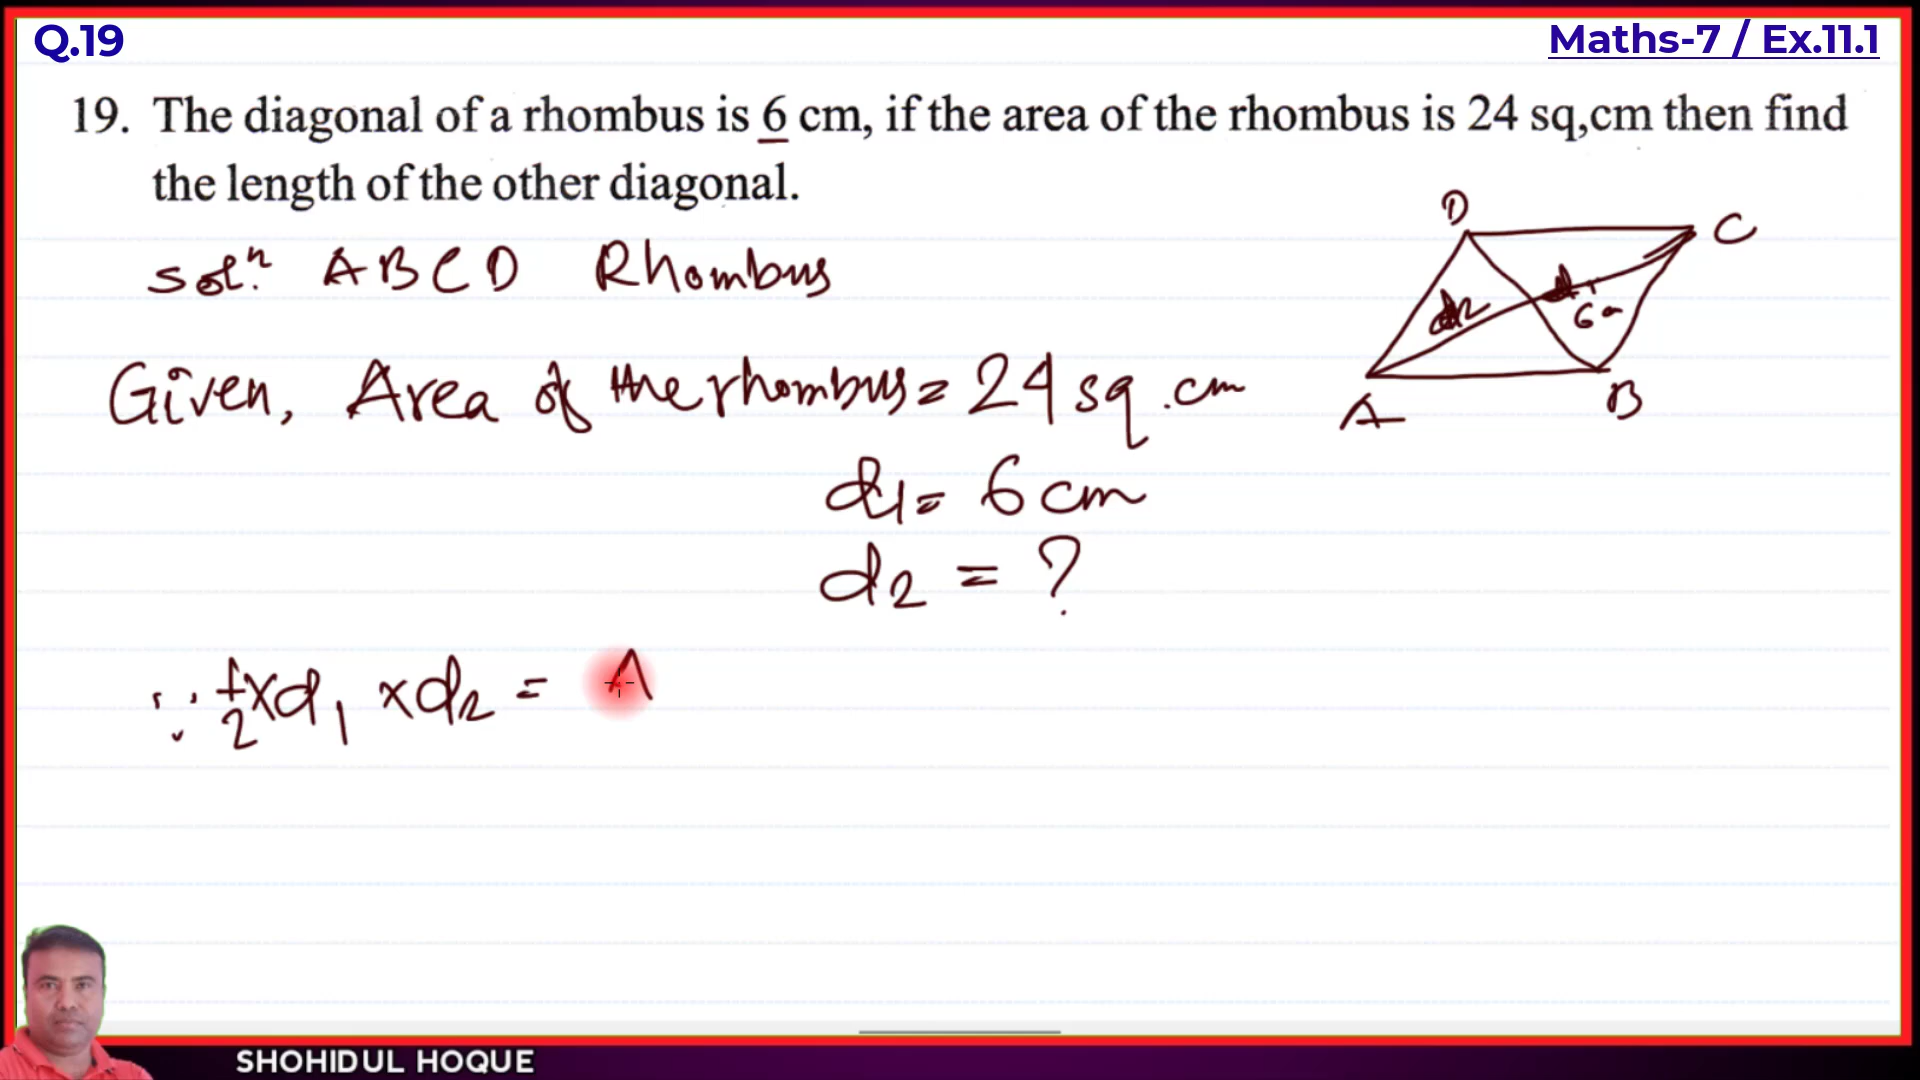 Q.19
Maths-7 / Ex.11.1
19. The diagonal of a rhombus is 6 cm, if the area of the rhombus is 24 sq,cm then find
the length of the other diagonal.
Solⁿ. ABCD Rhombus
D
C
d2
6 cm
A
B
Given, Area of the rhombus = 24 sq.cm
d1 = 6 cm
d2 = ?
∵ 1/2 × d1 × d2 = A
SHOHIDUL HOQUE